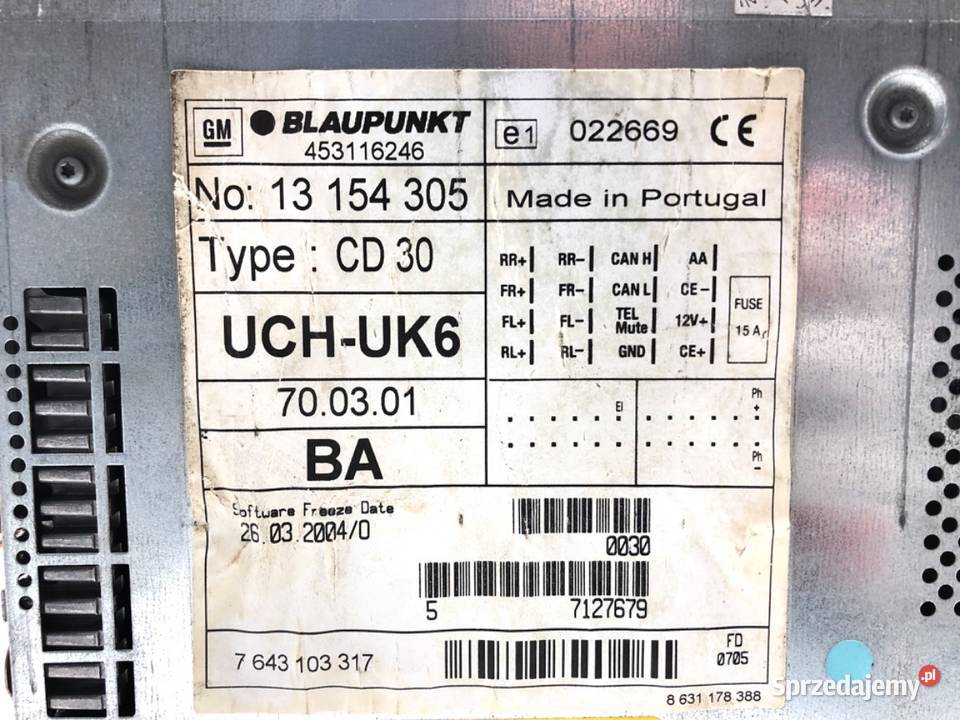 GM BLAUPUNKT
453116246
e1 022669 CE
No: 13 154 305
Made in Portugal
Type : CD 30
RR+ RR- CAN H AA
FR+ FR- CAN L CE-
FL+ FL- TEL Mute 12V+
RL+ RL- GND CE+
FUSE
15 A
UCH-UK6
70.03.01
BA
El
Ph
+
Ph
-
Software Freeze Date
26.03.2004/0
0030
5 7127679
7 643 103 317
FD
0705
8 631 178 388
Sprzedajemy.pl